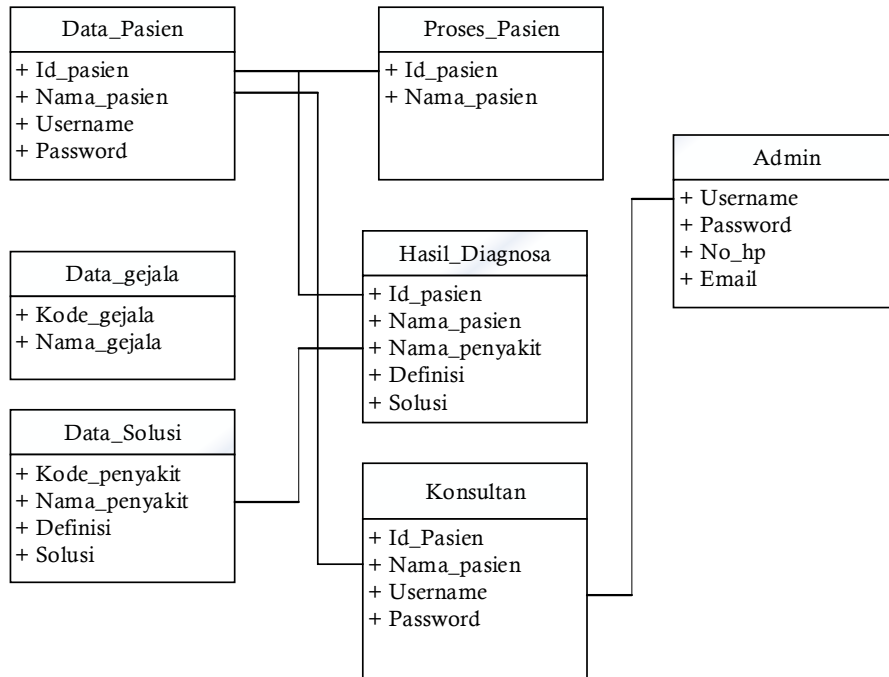 Data_Pasien
+ Id_pasien
+ Nama_pasien
+ Username
+ Password
Proses_Pasien
+ Id_pasien
+ Nama_pasien
Admin
+ Username
+ Password
+ No_hp
+ Email
Data_gejala
+ Kode_gejala
+ Nama_gejala
Hasil_Diagnosa
+ Id_pasien
+ Nama_pasien
+ Nama_penyakit
+ Definisi
+ Solusi
Data_Solusi
+ Kode_penyakit
+ Nama_penyakit
+ Definisi
+ Solusi
Konsultan
+ Id_Pasien
+ Nama_pasien
+ Username
+ Password